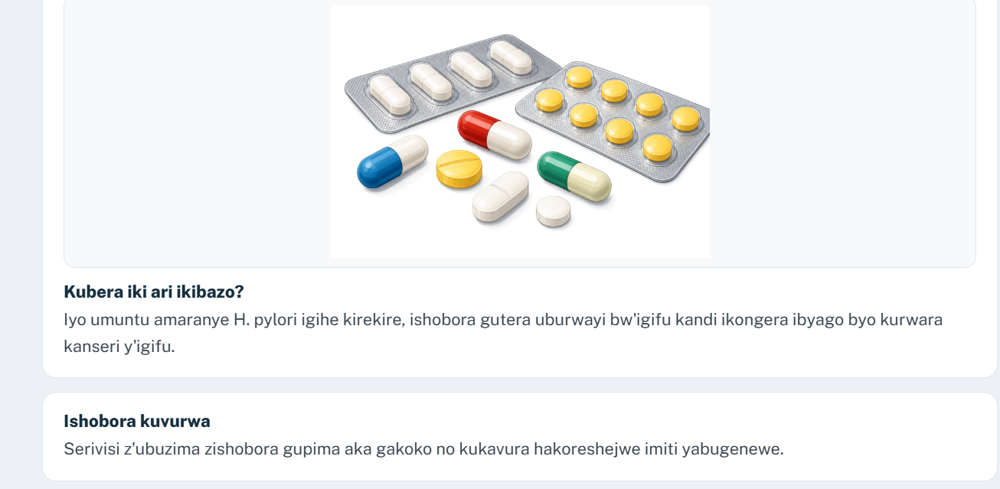 Kubera iki ari ikibazo?
Iyo umuntu amaranye H. pylori igihe kirekire, ishobora gutera uburwayi bw'igifu kandi ikongera ibyago byo kurwara
kanseri y'igifu.
Ishobora kuvurwa
Serivisi z'ubuzima zishobora gupima aka gakoko no kukavura hakoreshejwe imiti yabugenewe.